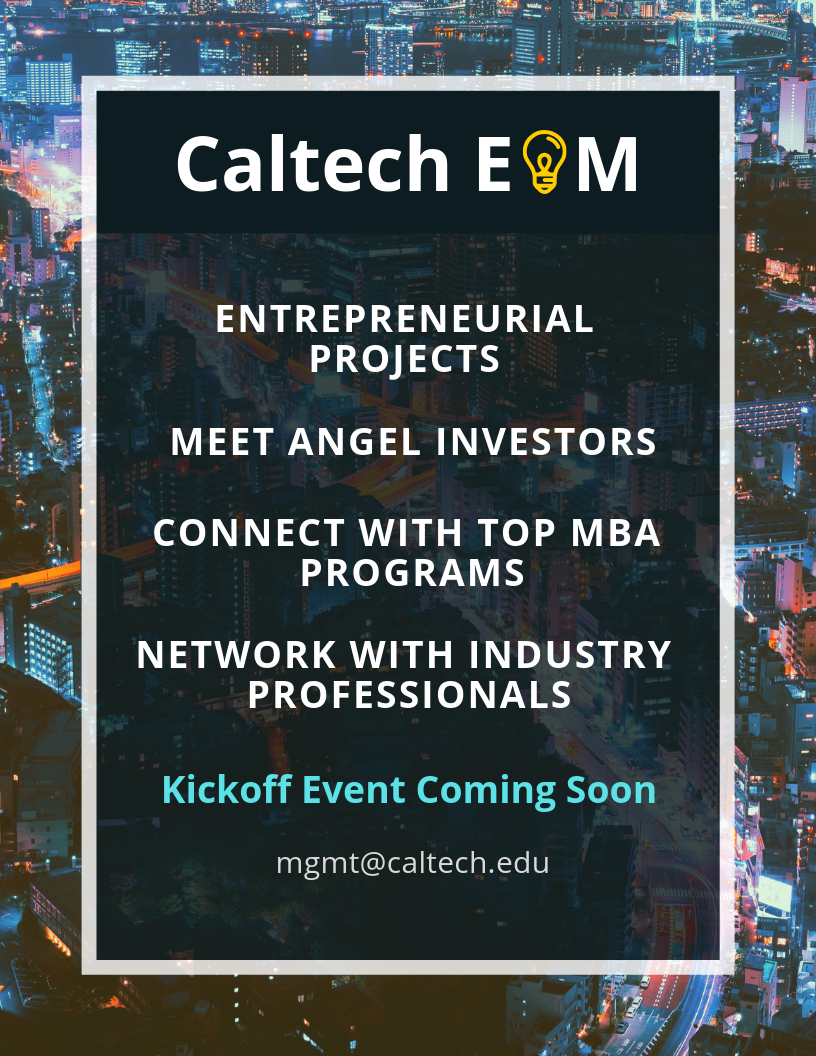 Caltech E M
ENTREPRENEURIAL
PROJECTS
MEET ANGEL INVESTORS
CONNECT WITH TOP MBA
PROGRAMS
NETWORK WITH INDUSTRY
PROFESSIONALS
Kickoff Event Coming Soon
mgmt@caltech.edu